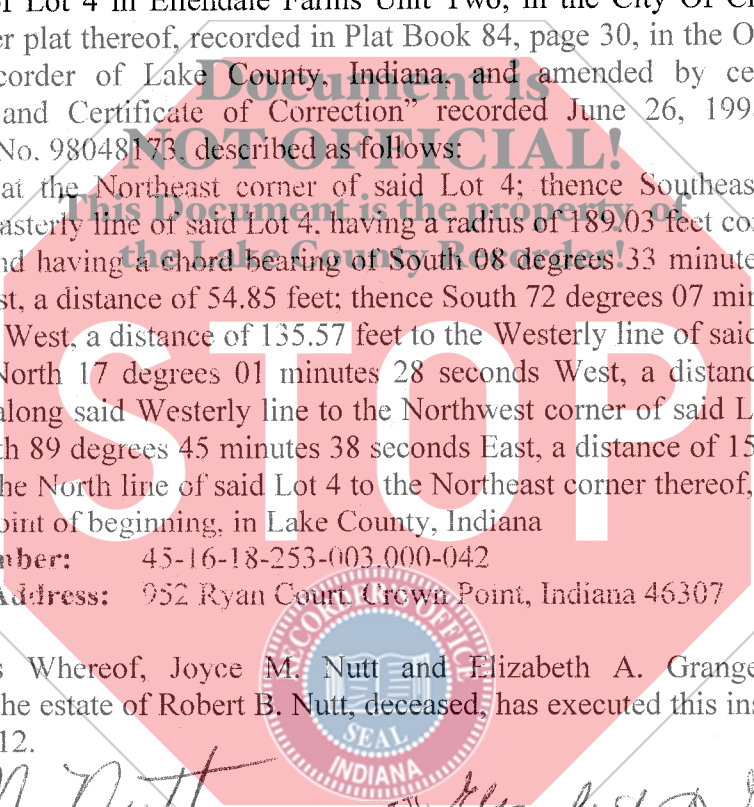 of Lot 4 in Ellendale Farms Unit Two, in the City Of C
er plat thereof, recorded in Plat Book 84, page 30, in the O
corder of Lake County, Indiana, and amended by ce
and Certificate of Correction" recorded June 26, 199
No. 98048173, described as follows:
at the Northeast corner of said Lot 4; thence Southeas
asterly line of said Lot 4, having a radius of 189.03 feet co
nd having a chord bearing of South 08 degrees 33 minute
st, a distance of 54.85 feet; thence South 72 degrees 07 min
West, a distance of 135.57 feet to the Westerly line of said
North 17 degrees 01 minutes 28 seconds West, a distanc
along said Westerly line to the Northwest corner of said L
th 89 degrees 45 minutes 38 seconds East, a distance of 15
he North line of said Lot 4 to the Northeast corner thereof,
oint of beginning, in Lake County, Indiana
nber: 45-16-18-253-003.000-042
Address: 952 Ryan Court, Crown Point, Indiana 46307
s Whereof, Joyce M. Nutt and Elizabeth A. Grange
he estate of Robert B. Nutt, deceased, has executed this ins
12.
Nutt
Document is
NOT OFFICIAL!
This Document is the property of
the Lake County Recorder!
STOP
RECORDER'S OFFICE
SEAL
INDIANA